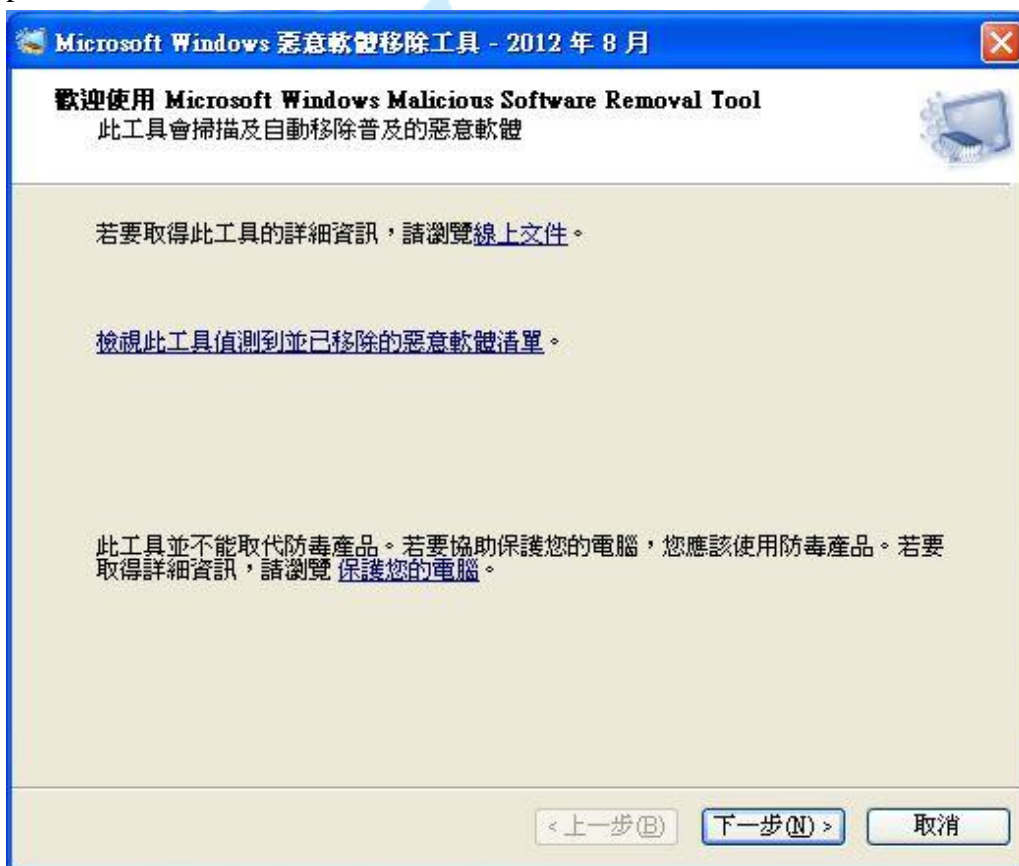 Microsoft Windows 惡意軟體移除工具 - 2012 年 8 月
歡迎使用 Microsoft Windows Malicious Software Removal Tool
此工具會掃描及自動移除普及的惡意軟體
若要取得此工具的詳細資訊，請瀏覽線上文件。
檢視此工具偵測到並已移除的惡意軟體清單。
此工具並不能取代防毒產品。若要協助保護您的電腦，您應該使用防毒產品。若要
取得詳細資訊，請瀏覽 保護您的電腦。
<上一步(B) 下一步(N) > 取消